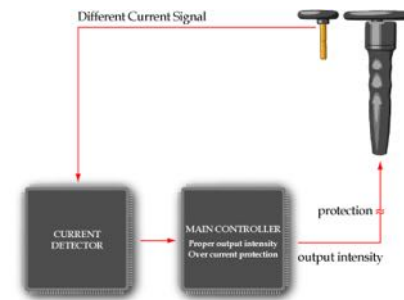 Different Current Signal
CURRENT
DETECTOR
MAIN CONTROLLER
Proper output intensity
Over current protection
protection
output intensity